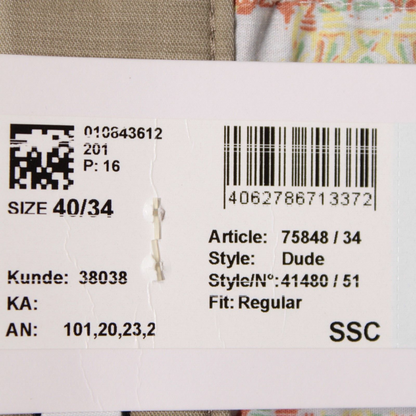 010843612
201
P: 16
SIZE 40/34
Kunde: 38038
KA:
AN: 101,20,23,2
4062786713372
Article: 75848 / 34
Style: Dude
Style/N°: 41480 / 51
Fit: Regular
SSC